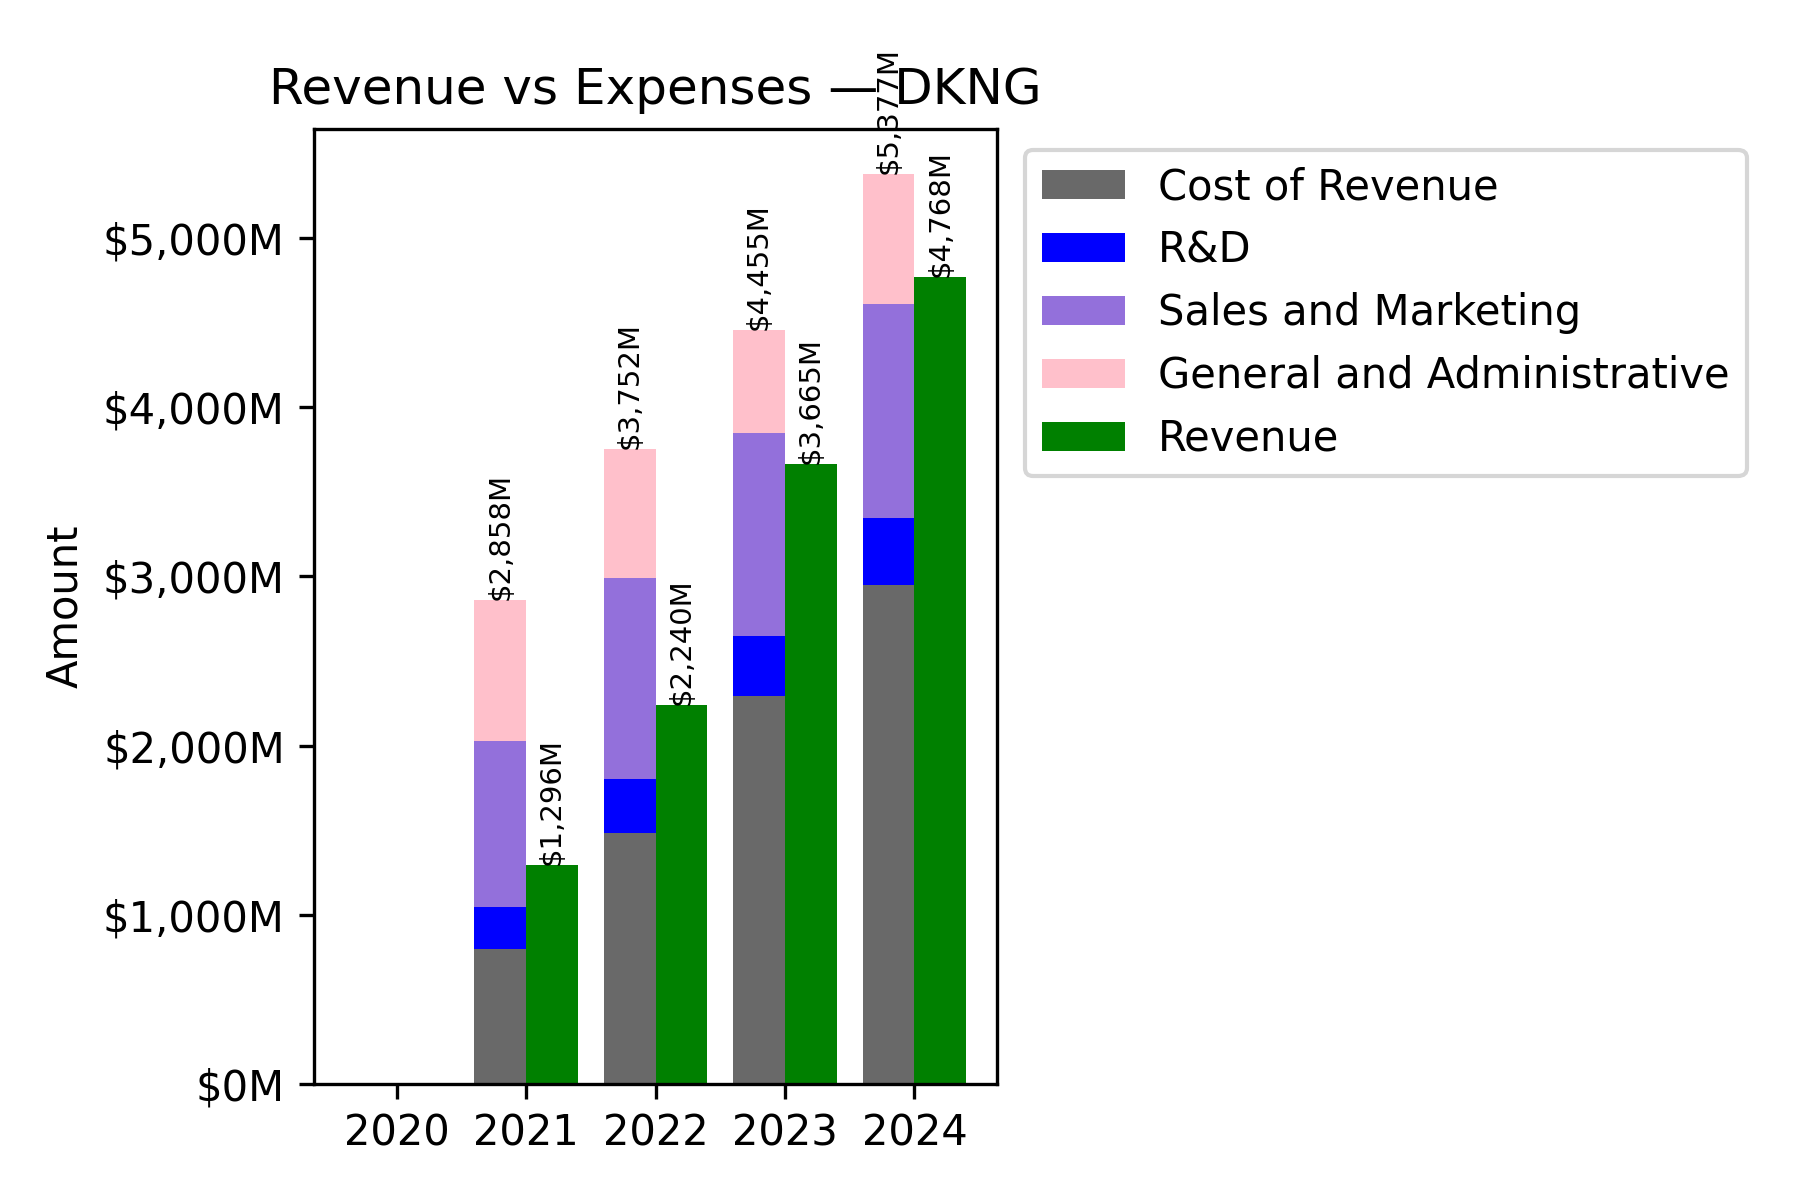 Revenue vs Expenses — DKNG
$5,377M
$4,768M
$4,455M
$3,665M
$3,752M
$2,240M
$2,858M
$1,296M
Amount
$5,000M
$4,000M
$3,000M
$2,000M
$1,000M
$0M
2020 2021 2022 2023 2024
Cost of Revenue
R&D
Sales and Marketing
General and Administrative
Revenue